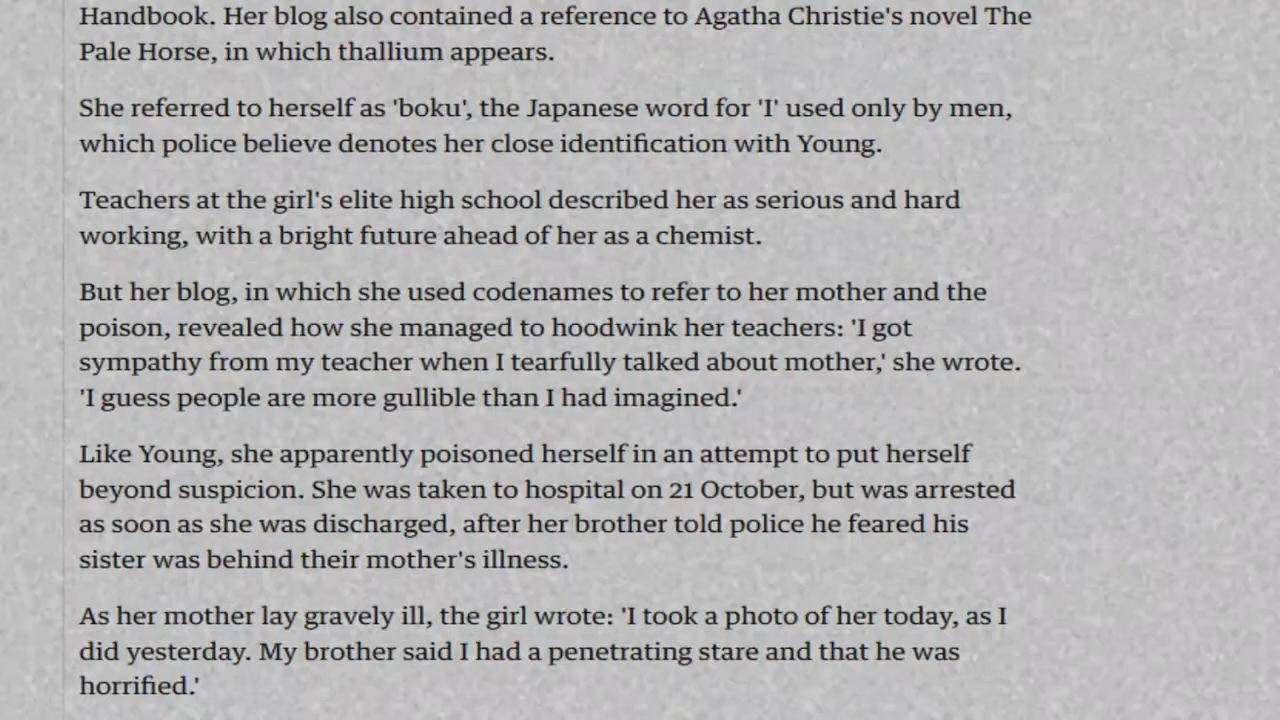 Handbook. Her blog also contained a reference to Agatha Christie's novel The
Pale Horse, in which thallium appears.
She referred to herself as 'boku', the Japanese word for 'I' used only by men,
which police believe denotes her close identification with Young.
Teachers at the girl's elite high school described her as serious and hard
working, with a bright future ahead of her as a chemist.
But her blog, in which she used codenames to refer to her mother and the
poison, revealed how she managed to hoodwink her teachers: 'I got
sympathy from my teacher when I tearfully talked about mother,' she wrote.
'I guess people are more gullible than I had imagined.'
Like Young, she apparently poisoned herself in an attempt to put herself
beyond suspicion. She was taken to hospital on 21 October, but was arrested
as soon as she was discharged, after her brother told police he feared his
sister was behind their mother's illness.
As her mother lay gravely ill, the girl wrote: 'I took a photo of her today, as I
did yesterday. My brother said I had a penetrating stare and that he was
horrified.'